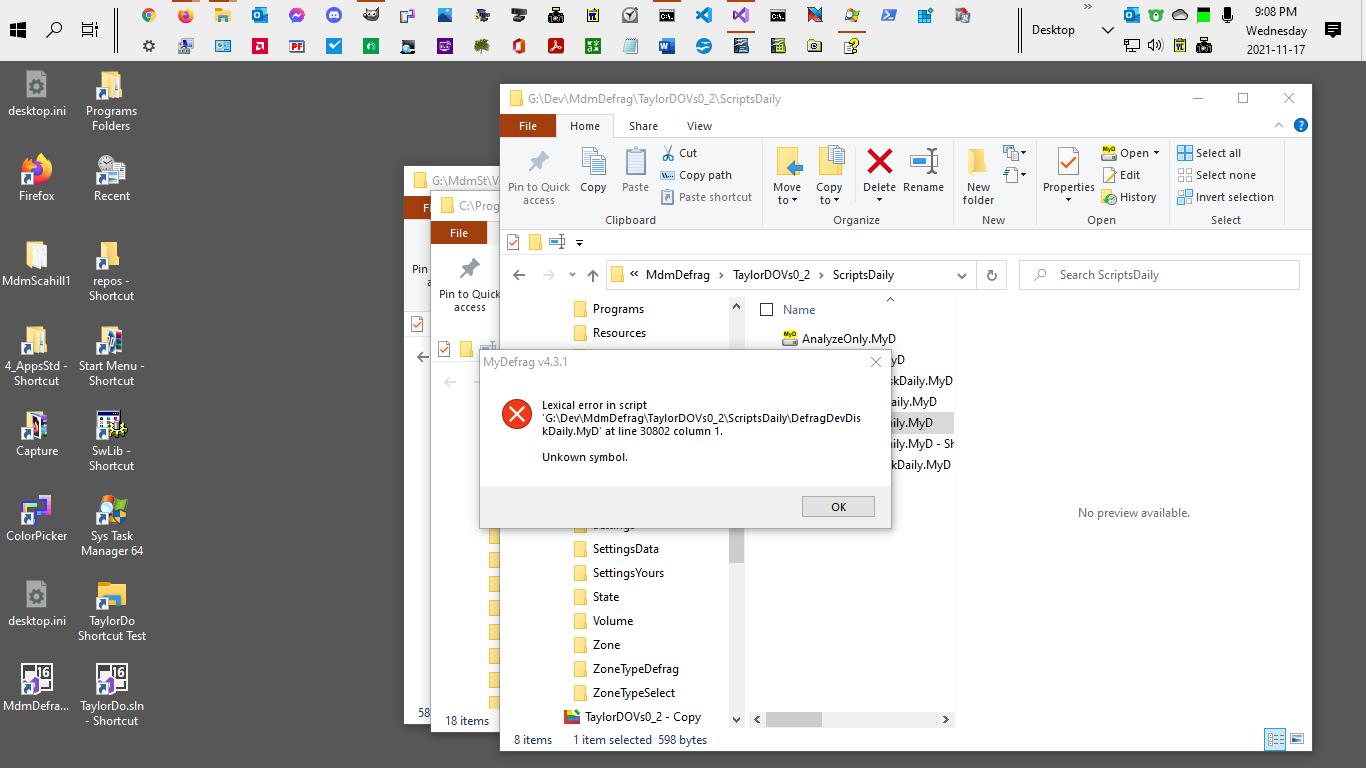 Desktop
9:08 PM
Wednesday
2021-11-17
desktop.ini
Programs
Folders
Firefox
Recent
MdmScahill1
repos -
Shortcut
4_AppsStd -
Shortcut
Start Menu -
Shortcut
Capture
SwLib -
Shortcut
ColorPicker
Sys Task
Manager 64
desktop.ini
TaylorDo
Shortcut Test
16
16
MdmDefra...
TaylorDo.sln
- Shortcut
G:\MdmSt\V
Pin
58
C:\Prog
File
Pin to Quick
access
18 items
G:\Dev\MdmDefrag\TaylorDOVs0_2\ScriptsDaily
File
Home
Share
View
Pin to Quick
access
Copy
Paste
Cut
Copy path
Paste shortcut
Clipboard
Move
to
Copy
to
Delete
Rename
Organize
New
folder
New
Properties
Open
Edit
History
Open
Select all
Select none
Invert selection
Select
« MdmDefrag > TaylorDOVs0_2 > ScriptsDaily
Search ScriptsDaily
Programs
Resources
Name
AnalyzeOnly.MyD
yD
skDaily.MyD
aily.MyD
ily.MyD
aily.MyD - Sh
kDaily.MyD
MyDefrag v4.3.1
Lexical error in script
'G:\Dev\MdmDefrag\TaylorDOVs0_2\ScriptsDaily\DefragDevDis
kDaily.MyD' at line 30802 column 1.
Unkown symbol.
OK
Settings
SettingsData
SettingsYours
State
Volume
Zone
ZoneTypeDefrag
ZoneTypeSelect
TaylorDOVs0_2 - Copy
No preview available.
8 items
1 item selected 598 bytes